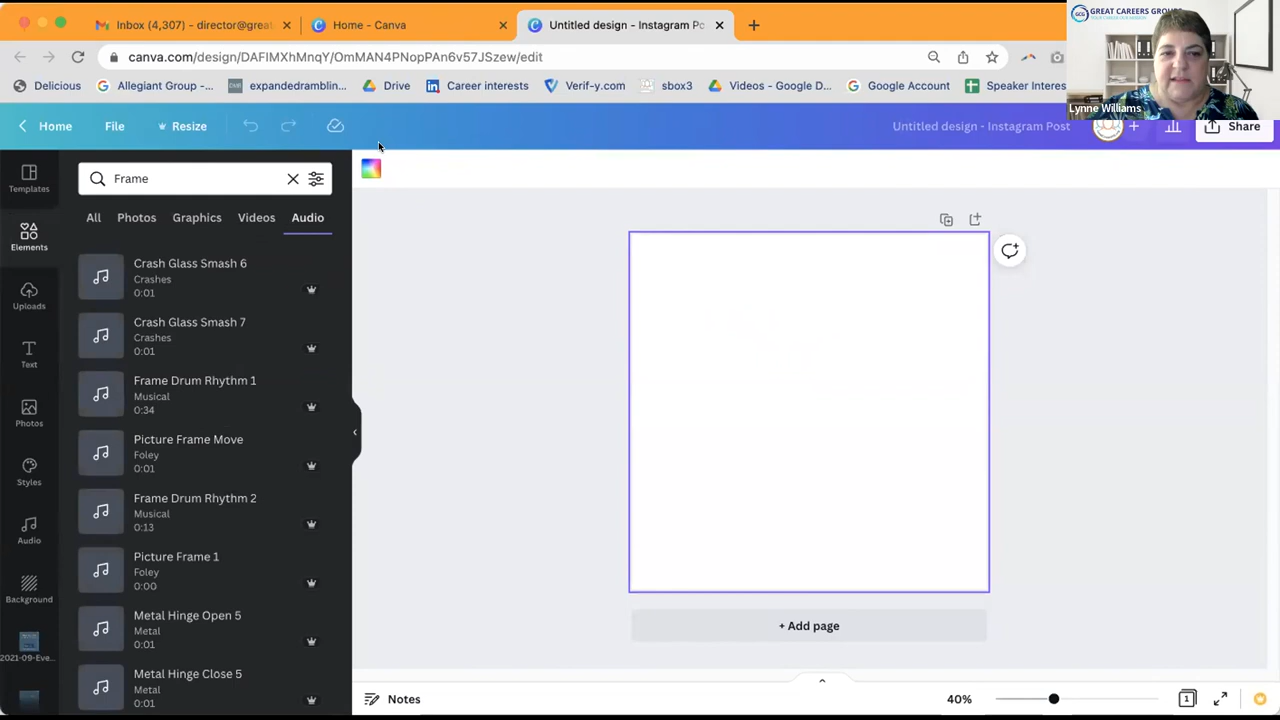 Inbox (4,307) - director@great
Home - Canva
Untitled design - Instagram Po
GREAT CAREERS GROUP
canva.com/design/DAFIMXhMnqY/OmMAN4PNopPAn6v57JSzew/edit
Delicious
Allegiant Group -...
expandedramblin...
Drive
Career interests
Verif-y.com
sbox3
Videos - Google D...
Google Account
Speaker Interes
Lynne Williams
Home
File
Resize
Untitled design - Instagram Post
Share
Templates
Elements
Uploads
Text
Photos
Styles
Audio
Background
2021-09-Eve...
Frame
All
Photos
Graphics
Videos
Audio
Crash Glass Smash 6
Crashes
0:01
Crash Glass Smash 7
Crashes
0:01
Frame Drum Rhythm 1
Musical
0:34
Picture Frame Move
Foley
0:01
Frame Drum Rhythm 2
Musical
0:13
Picture Frame 1
Foley
0:00
Metal Hinge Open 5
Metal
0:01
Metal Hinge Close 5
Metal
0:01
+ Add page
Notes
40%
1